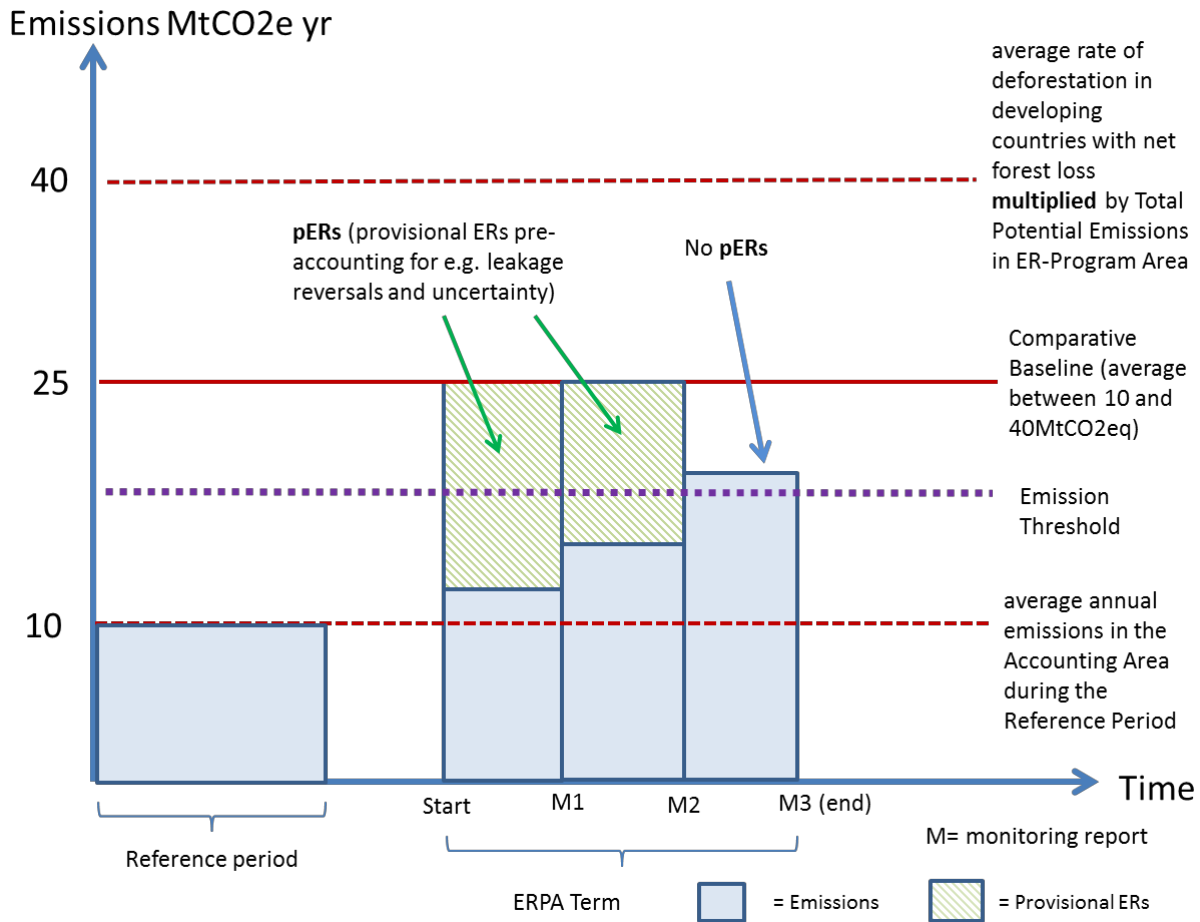 Emissions MtCO2e yr
average rate of
deforestation in
developing
countries with net
forest loss
multiplied by Total
Potential Emissions
in ER-Program Area
40
pERs (provisional ERs pre-
accounting for e.g. leakage
reversals and uncertainty)
No pERs
Comparative
Baseline (average
between 10 and
40MtCO2eq)
25
Emission
Threshold
10
average annual
emissions in the
Accounting Area
during the
Reference Period
Time
Start
M1
M2
M3 (end)
Reference period
M= monitoring report
ERPA Term
= Emissions
= Provisional ERs